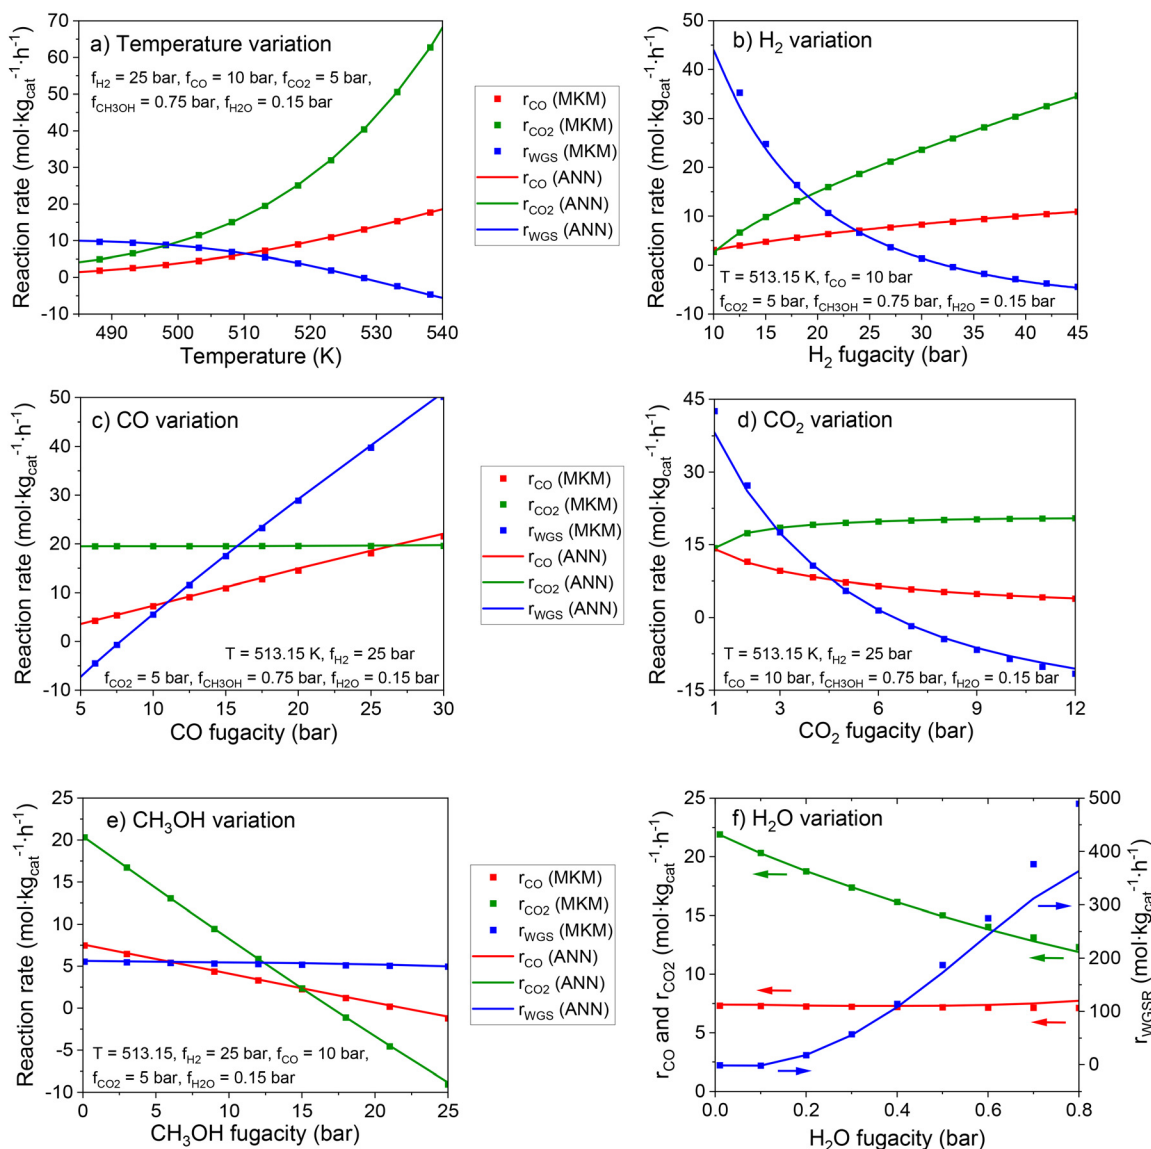 a) Temperature variation
f_H2 = 25 bar, f_CO = 10 bar, f_CO2 = 5 bar,
f_CH3OH = 0.75 bar, f_H2O = 0.15 bar
Reaction rate (mol·kg_cat⁻¹·h⁻¹)
70
60
50
40
30
20
10
0
-10
490 500 510 520 530 540
Temperature (K)
r_CO (MKM)
r_CO2 (MKM)
r_WGS (MKM)
r_CO (ANN)
r_CO2 (ANN)
r_WGS (ANN)
b) H₂ variation
Reaction rate (mol·kg_cat⁻¹·h⁻¹)
50
40
30
20
10
0
-10
T = 513.15 K, f_CO = 10 bar
f_CO2 = 5 bar, f_CH3OH = 0.75 bar, f_H2O = 0.15 bar
10 15 20 25 30 35 40 45
H₂ fugacity (bar)
c) CO variation
Reaction rate (mol·kg_cat⁻¹·h⁻¹)
50
40
30
20
10
0
-10
T = 513.15 K, f_H2 = 25 bar
f_CO2 = 5 bar, f_CH3OH = 0.75 bar, f_H2O = 0.15 bar
5 10 15 20 25 30
CO fugacity (bar)
r_CO (MKM)
r_CO2 (MKM)
r_WGS (MKM)
r_CO (ANN)
r_CO2 (ANN)
r_WGS (ANN)
d) CO₂ variation
Reaction rate (mol·kg_cat⁻¹·h⁻¹)
45
30
15
0
-15
T = 513.15 K, f_H2 = 25 bar
f_CO = 10 bar, f_CH3OH = 0.75 bar, f_H2O = 0.15 bar
1 3 6 9 12
CO₂ fugacity (bar)
e) CH₃OH variation
Reaction rate (mol·kg_cat⁻¹·h⁻¹)
25
20
15
10
5
0
-5
-10
T = 513.15, f_H2 = 25 bar, f_CO = 10 bar,
f_CO2 = 5 bar, f_H2O = 0.15 bar
0 5 10 15 20 25
CH₃OH fugacity (bar)
r_CO (MKM)
r_CO2 (MKM)
r_WGS (MKM)
r_CO (ANN)
r_CO2 (ANN)
r_WGS (ANN)
f) H₂O variation
r_CO and r_CO2 (mol·kg_cat⁻¹·h⁻¹)
25
20
15
10
5
0
500
400
300
200
100
0
r_WGSR (mol·kg_cat⁻¹·h⁻¹)
0.0 0.2 0.4 0.6 0.8
H₂O fugacity (bar)